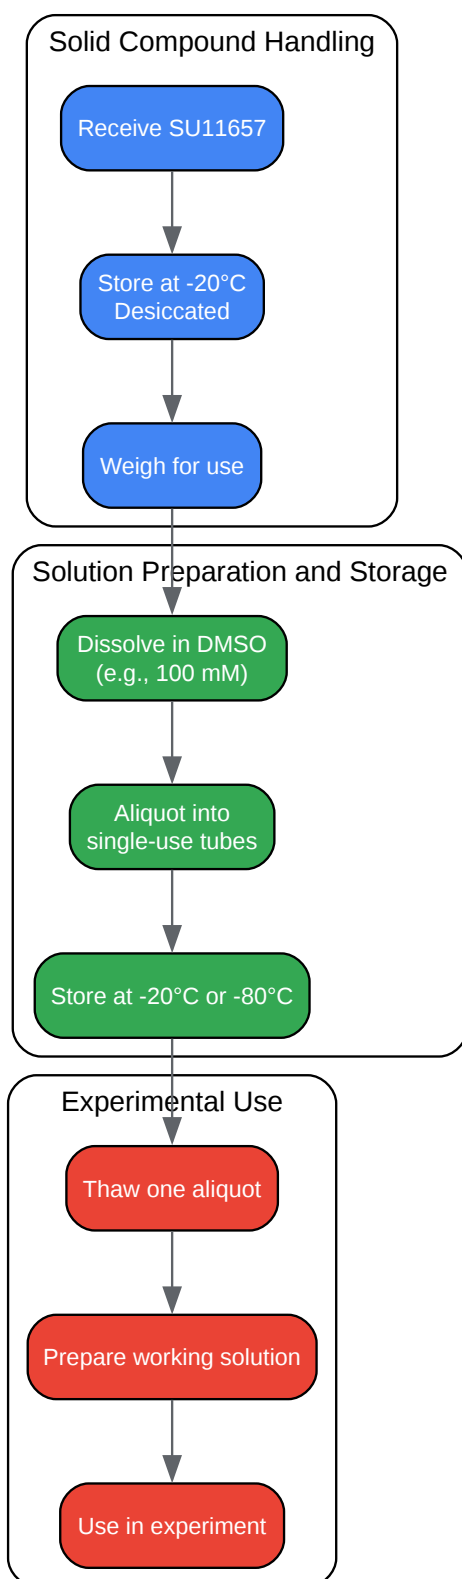 Solid Compound Handling
Receive SU11657
Store at -20°C
Desiccated
Weigh for use
Solution Preparation and Storage
Dissolve in DMSO
(e.g., 100 mM)
Aliquot into
single-use tubes
Store at -20°C or -80°C
Experimental Use
Thaw one aliquot
Prepare working solution
Use in experiment